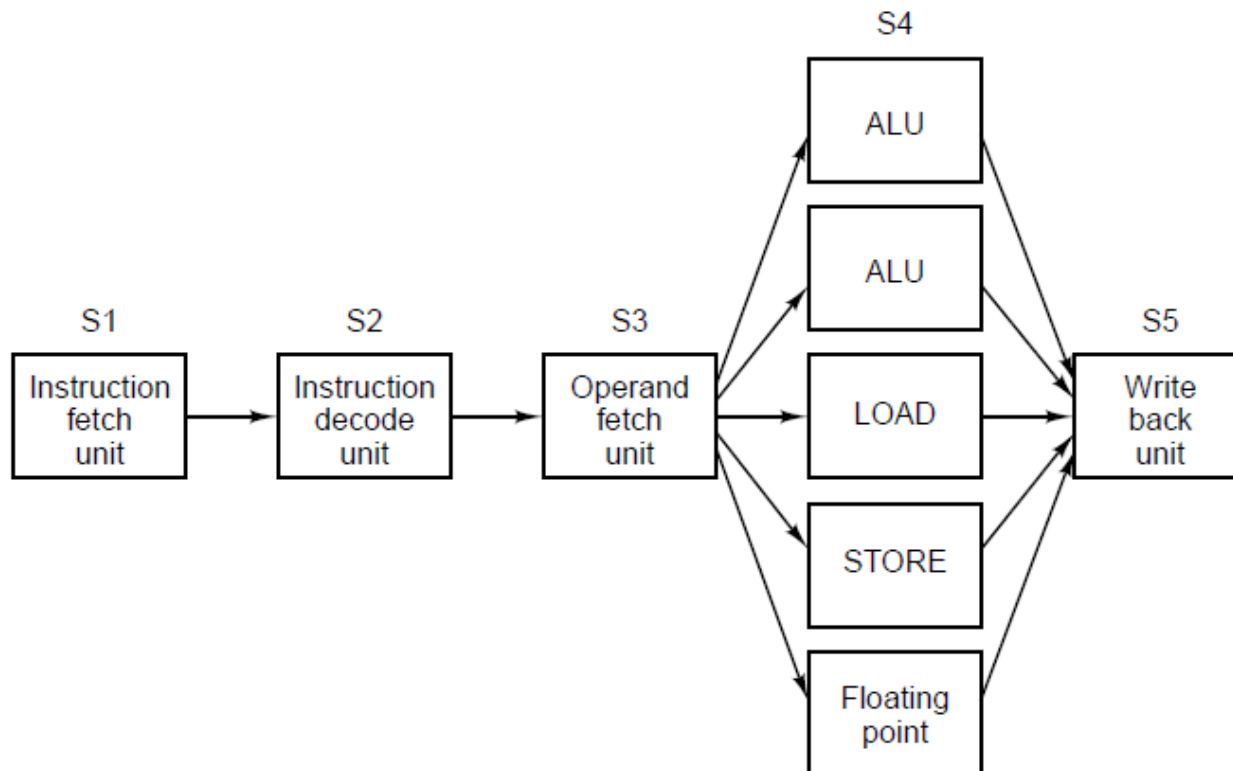 S4
ALU
ALU
S1
S2
S3
S5
Instruction
fetch
unit
Instruction
decode
unit
Operand
fetch
unit
LOAD
Write
back
unit
STORE
Floating
point